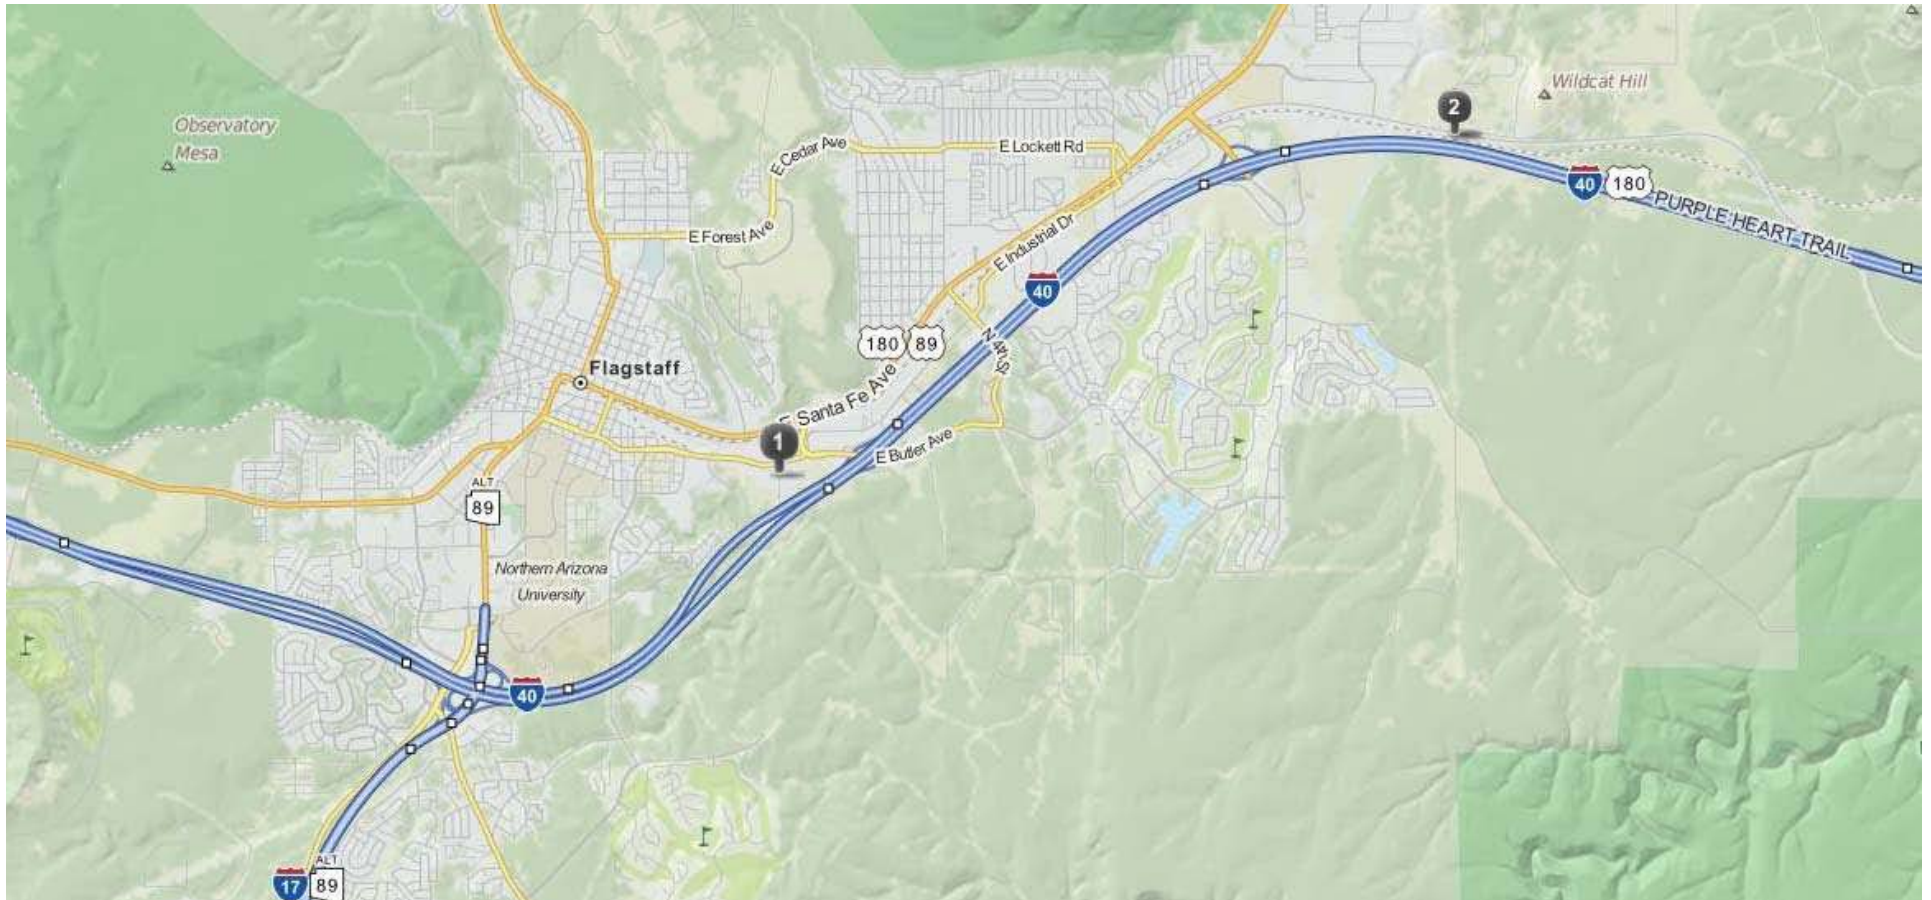 Observatory
Mesa
Wildcat Hill
2
E Cedar Ave
E Lockett Rd
40
180
PURPLE HEART TRAIL
E Forest Ave
E Industrial Dr
40
180
89
N 4th St
Flagstaff
E Santa Fe Ave
1
E Butler Ave
ALT
89
Northern Arizona
University
40
ALT
17
89